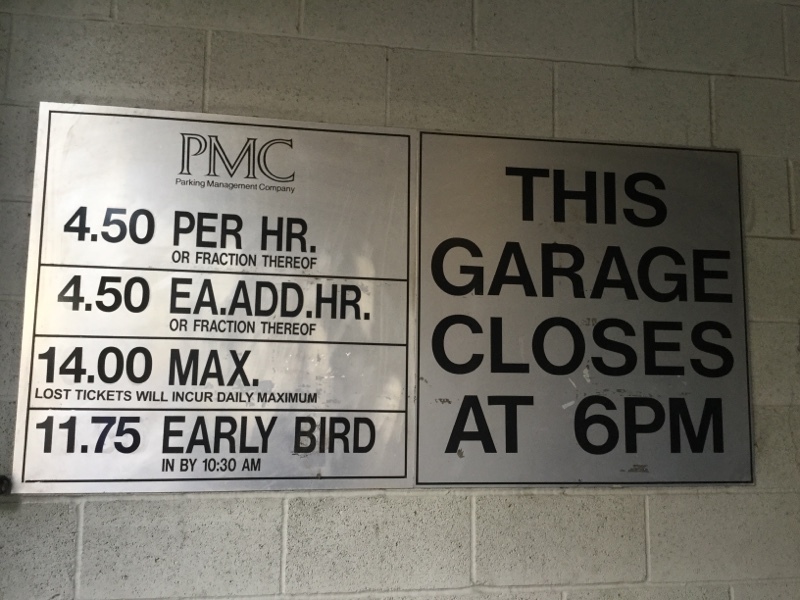 PMC
Parking Management Company
4.50 PER HR.
OR FRACTION THEREOF
4.50 EA.ADD.HR.
OR FRACTION THEREOF
14.00 MAX.
LOST TICKETS WILL INCUR DAILY MAXIMUM
11.75 EARLY BIRD
IN BY 10:30 AM
THIS
GARAGE
CLOSES
AT 6PM